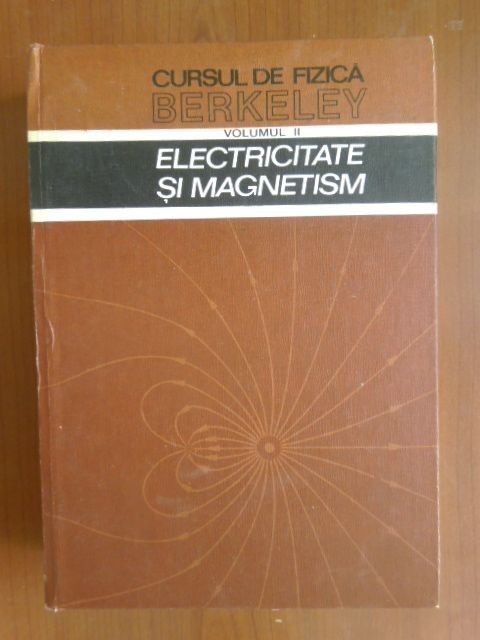 CURSUL DE FIZICĂ
BERKELEY
VOLUMUL II
ELECTRICITATE
ȘI MAGNETISM